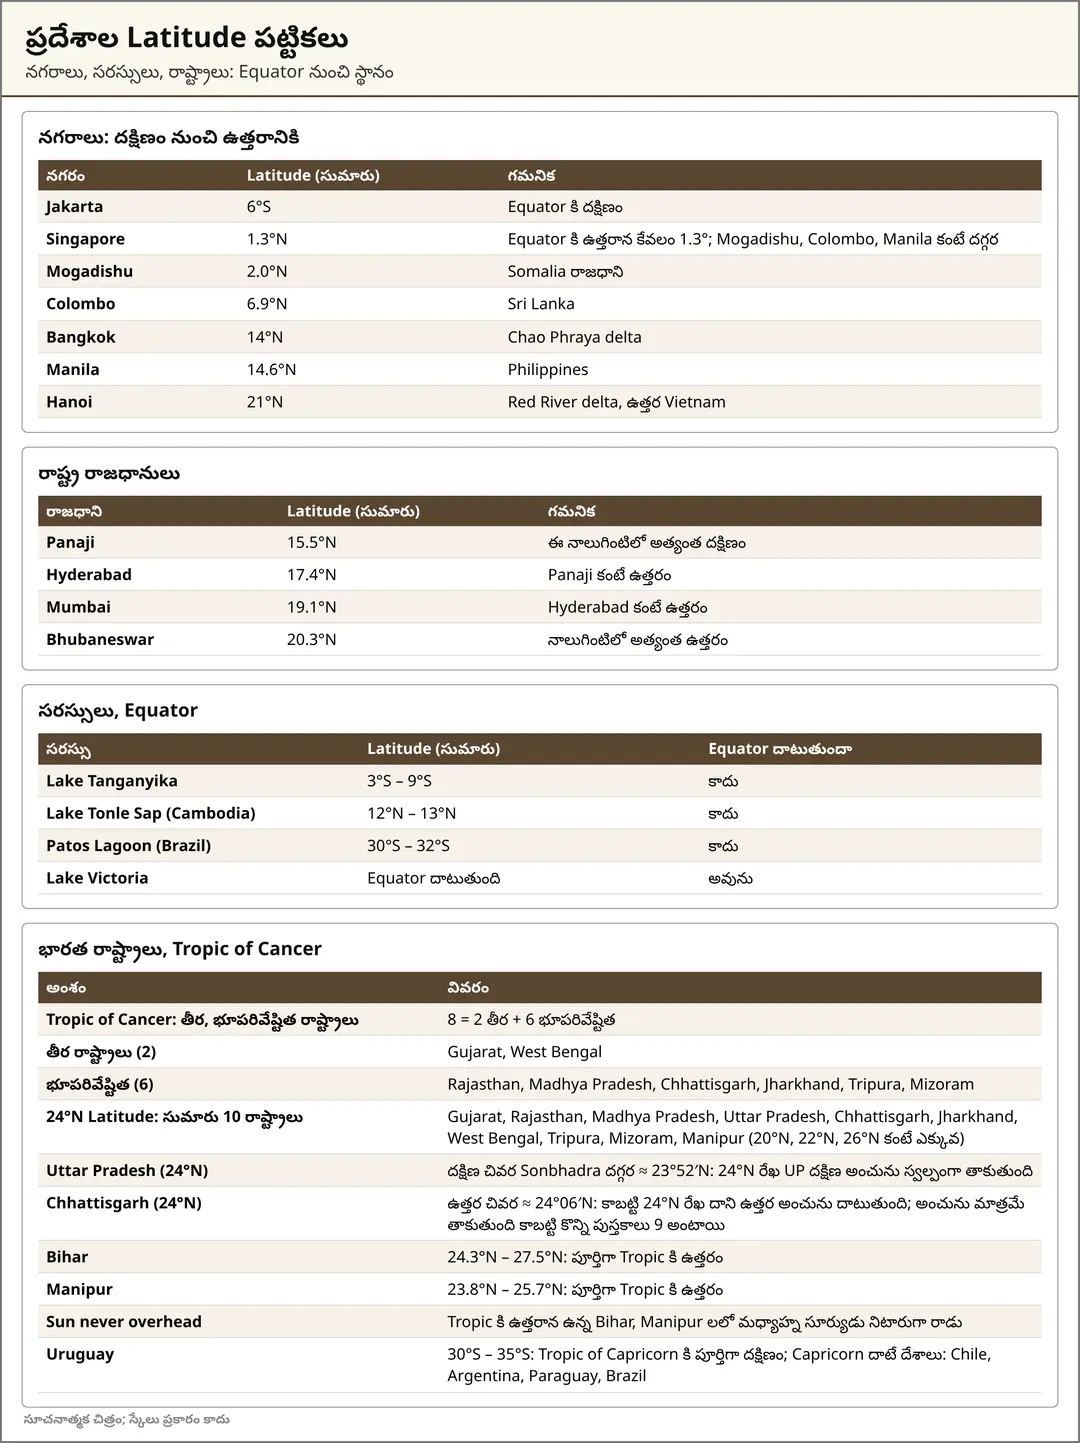 ప్రదేశాల Latitude పట్టికలు
నగరాలు, సరస్సులు, రాష్ట్రాలు: Equator నుంచి స్థానం
నగరాలు: దక్షిణం నుంచి ఉత్తరానికి
నగరం Latitude (సుమారు) గమనిక
Jakarta 6°S Equator కి దక్షిణం
Singapore 1.3°N Equator కి ఉత్తరాన కేవలం 1.3°; Mogadishu, Colombo, Manila కంటే దగ్గర
Mogadishu 2.0°N Somalia రాజధాని
Colombo 6.9°N Sri Lanka
Bangkok 14°N Chao Phraya delta
Manila 14.6°N Philippines
Hanoi 21°N Red River delta, ఉత్తర Vietnam
రాష్ట్ర రాజధానులు
రాజధాని Latitude (సుమారు) గమనిక
Panaji 15.5°N ఈ నాలుగింటిలో అత్యంత దక్షిణం
Hyderabad 17.4°N Panaji కంటే ఉత్తరం
Mumbai 19.1°N Hyderabad కంటే ఉత్తరం
Bhubaneswar 20.3°N నాలుగింటిలో అత్యంత ఉత్తరం
సరస్సులు, Equator
సరస్సు Latitude (సుమారు) Equator దాటుతుందా
Lake Tanganyika 3°S – 9°S కాదు
Lake Tonle Sap (Cambodia) 12°N – 13°N కాదు
Patos Lagoon (Brazil) 30°S – 32°S కాదు
Lake Victoria Equator దాటుతుంది అవును
భారత రాష్ట్రాలు, Tropic of Cancer
అంశం వివరం
Tropic of Cancer: తీర, భూపరివేష్టిత రాష్ట్రాలు 8 = 2 తీర + 6 భూపరివేష్టిత
తీర రాష్ట్రాలు (2) Gujarat, West Bengal
భూపరివేష్టిత (6) Rajasthan, Madhya Pradesh, Chhattisgarh, Jharkhand, Tripura, Mizoram
24°N Latitude: సుమారు 10 రాష్ట్రాలు Gujarat, Rajasthan, Madhya Pradesh, Uttar Pradesh, Chhattisgarh, Jharkhand,
West Bengal, Tripura, Mizoram, Manipur (20°N, 22°N, 26°N కంటే ఎక్కువ)
Uttar Pradesh (24°N) దక్షిణ చివర Sonbhadra దగ్గర ≈ 23°52′N: 24°N రేఖ UP దక్షిణ అంచును స్వల్పంగా తాకుతుంది
Chhattisgarh (24°N) ఉత్తర చివర ≈ 24°06′N: కాబట్టి 24°N రేఖ దాని ఉత్తర అంచును దాటుతుంది; అంచును మాత్రమే
తాకుతుంది కాబట్టి కొన్ని పుస్తకాలు 9 అంటాయి
Bihar 24.3°N – 27.5°N: పూర్తిగా Tropic కి ఉత్తరం
Manipur 23.8°N – 25.7°N: పూర్తిగా Tropic కి ఉత్తరం
Sun never overhead Tropic కి ఉత్తరాన ఉన్న Bihar, Manipur లలో మధ్యాహ్న సూర్యుడు నిటారుగా రాడు
Uruguay 30°S – 35°S: Tropic of Capricorn కి పూర్తిగా దక్షిణం; Capricorn దాటే దేశాలు: Chile,
Argentina, Paraguay, Brazil
సూచనాత్మక చిత్రం; స్కేలు ప్రకారం కాదు